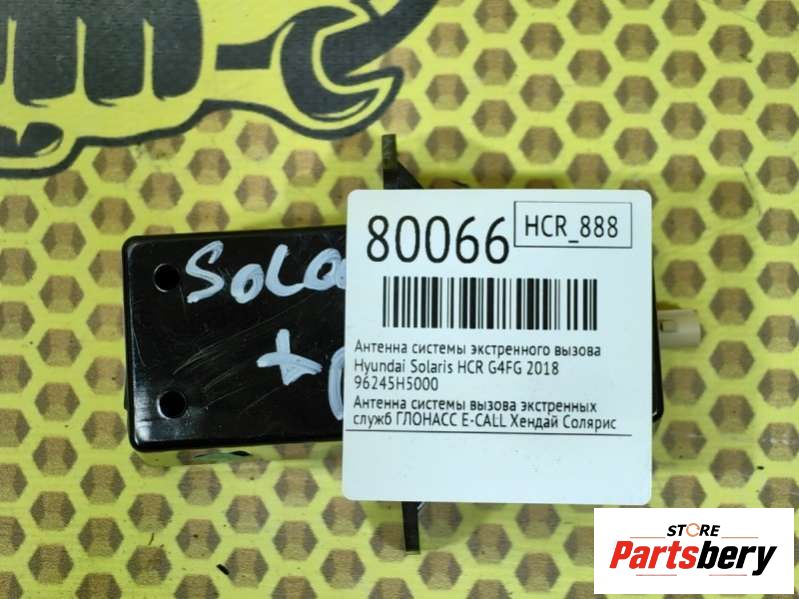 80066
HCR_888
Антенна системы экстренного вызова
Hyundai Solaris HCR G4FG 2018
96245H5000
Антенна системы вызова экстренных
служб ГЛОНАСС E-CALL Хендай Солярис
STORE
Partsbery